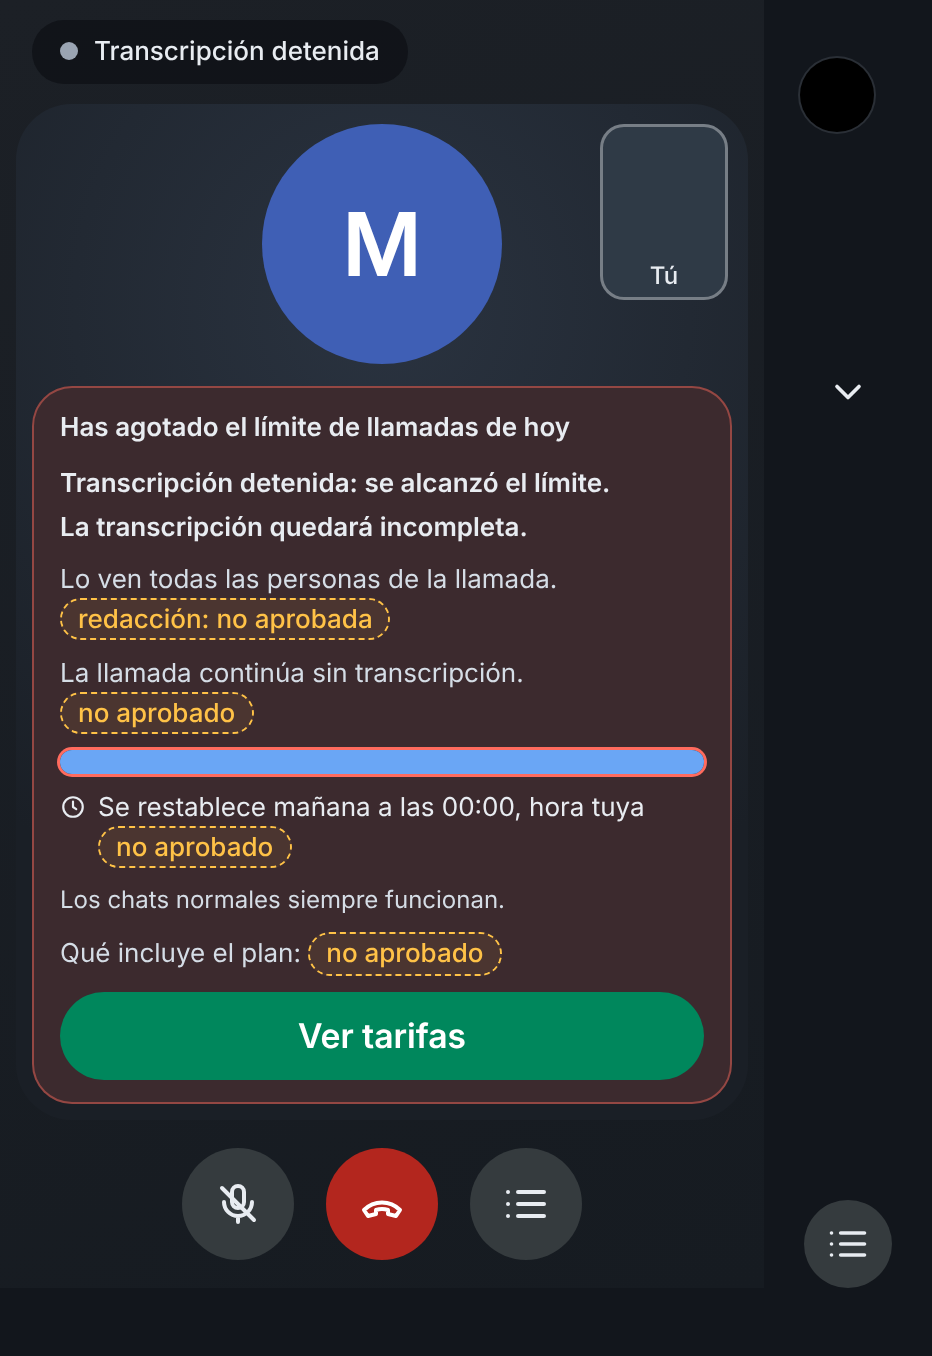 Transcripción detenida
M
Tú
Has agotado el límite de llamadas de hoy
Transcripción detenida: se alcanzó el límite.
La transcripción quedará incompleta.
Lo ven todas las personas de la llamada.
redacción: no aprobada
La llamada continúa sin transcripción.
no aprobado
Se restablece mañana a las 00:00, hora tuya
no aprobado
Los chats normales siempre funcionan.
Qué incluye el plan: no aprobado
Ver tarifas